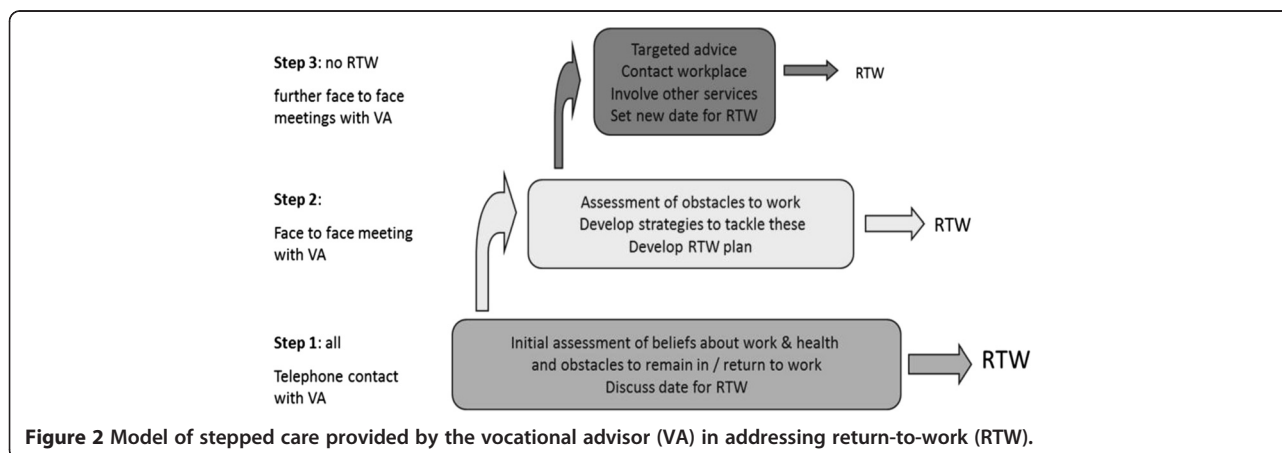 Step 3: no RTW
further face to face
meetings with VA
Targeted advice
Contact workplace
Involve other services
Set new date for RTW
RTW
Step 2:
Face to face meeting
with VA
Assessment of obstacles to work
Develop strategies to tackle these
Develop RTW plan
RTW
Step 1: all
Telephone contact
with VA
Initial assessment of beliefs about work & health
and obstacles to remain in / return to work
Discuss date for RTW
RTW
Figure 2 Model of stepped care provided by the vocational advisor (VA) in addressing return-to-work (RTW).